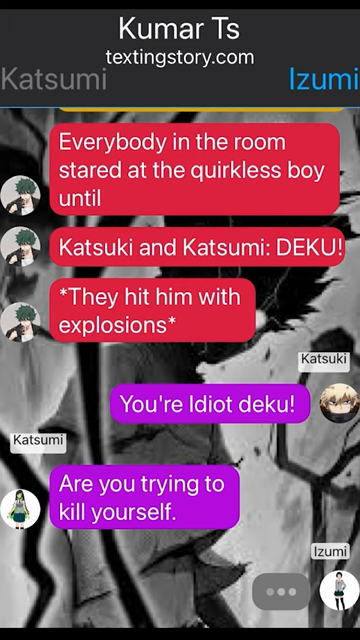 Kumar Ts
textingstory.com
Katsumi
Izumi
Everybody in the room
stared at the quirkless boy
until
Katsuki and Katsumi: DEKU!
*They hit him with
explosions*
Katsuki
You're Idiot deku!
Katsumi
Are you trying to
kill yourself.
Izumi